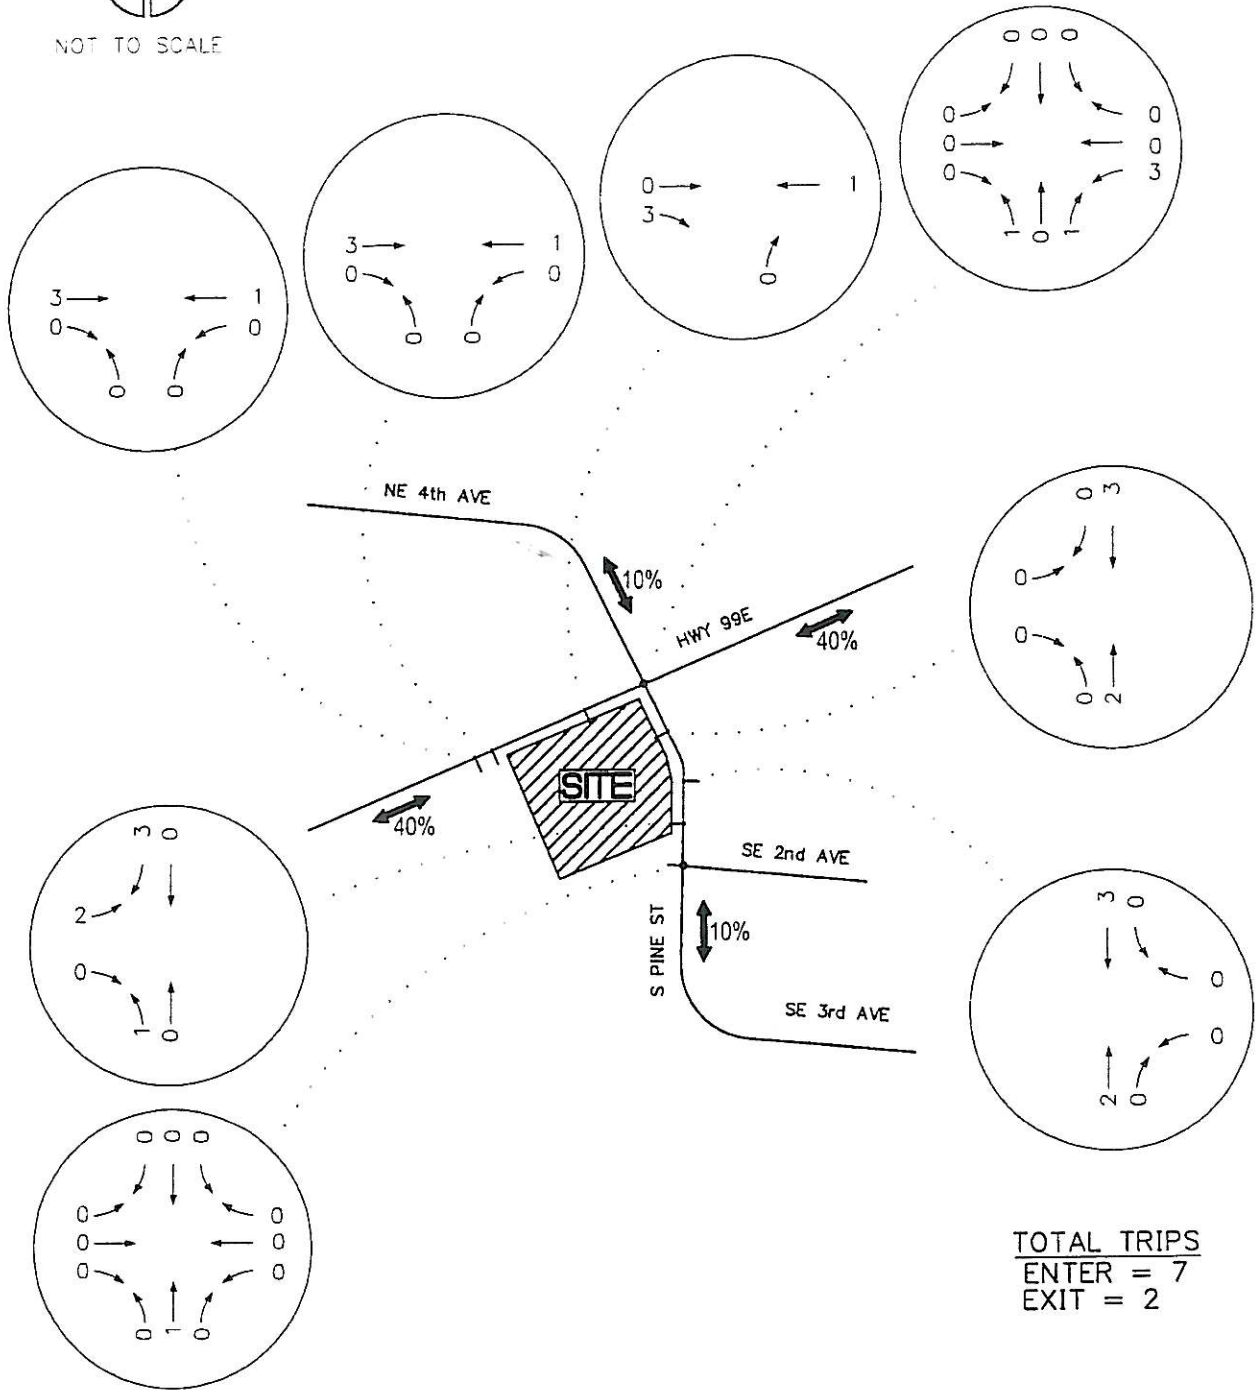 NOT TO SCALE
0 0 0
0 0
0 0
0 3
1 0 1
0 1
3
0
3 1
0 0
0 0
3 1
0 0
0 0
NE 4th AVE
10%
HWY 99E
40%
0 3
0
0
0 2
SITE
40%
SE 2nd AVE
S PINE ST
10%
SE 3rd AVE
3 0
2
0
1 0
3 0
0
0
2 0
0 0 0
0 0
0 0
0 0
0 1 0
TOTAL TRIPS
ENTER = 7
EXIT = 2